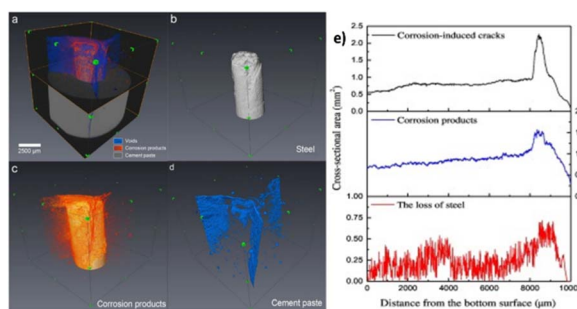 a
b
e)
2500 µm
Voids
Corrosion products
Cement paste
Steel
c
d
Corrosion products
Cement paste
Cross-sectional area (mm²)
Corrosion-induced cracks
2.5
2.0
1.5
1.0
0.5
0.0
Corrosion products
The loss of steel
1.00
0.75
0.50
0.25
0.00
0
2000
4000
6000
8000
Distance from the bottom surface (µm)